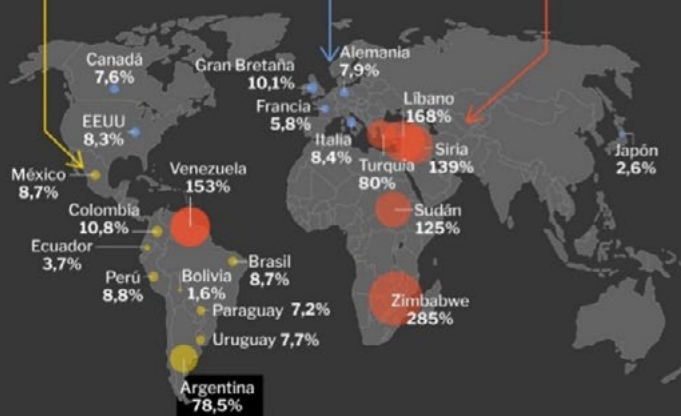 Canadá
7,6%
EEUU
8,3%
México
8,7%
Gran Bretaña
10,1%
Alemania
7,9%
Francia
5,8%
Italia
8,4%
Líbano
168%
Turquía
80%
Siria
139%
Japón
2,6%
Venezuela
153%
Colombia
10,8%
Ecuador
3,7%
Perú
8,8%
Bolivia
1,6%
Brasil
8,7%
Paraguay 7,2%
Uruguay 7,7%
Argentina
78,5%
Sudán
125%
Zimbabwe
285%